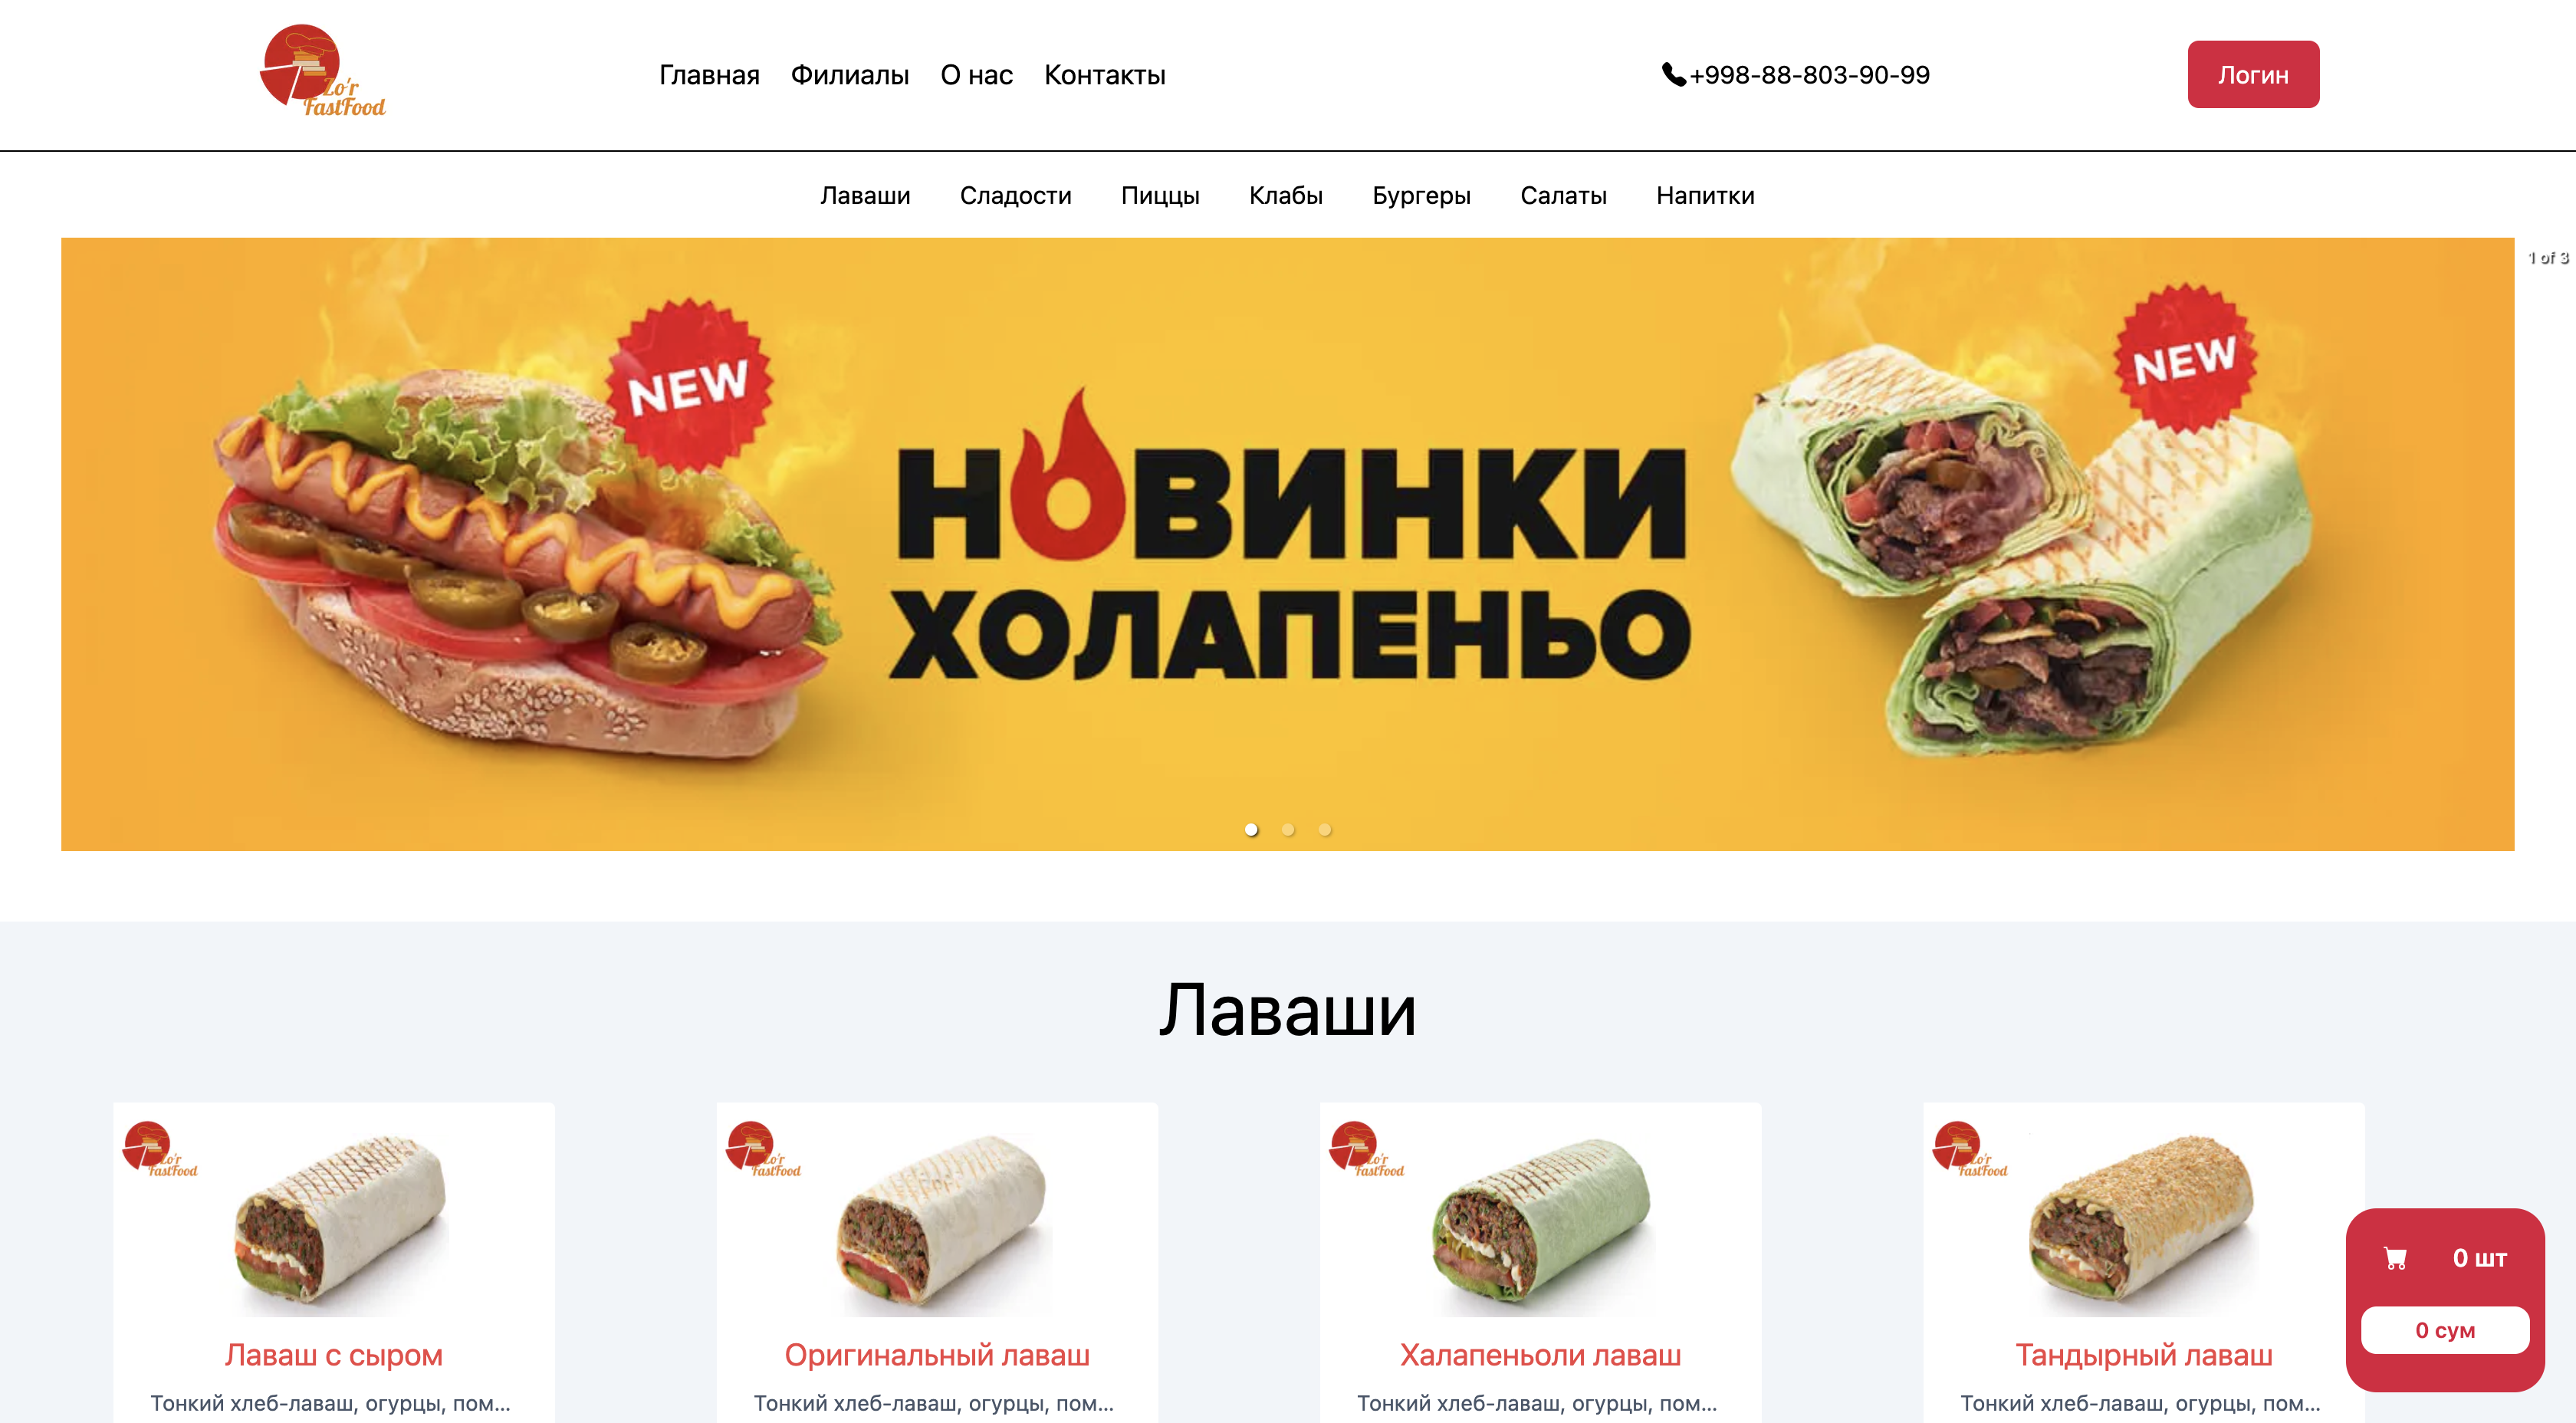 Zo'r
FastFood
Главная Филиалы О нас Контакты
+998-88-803-90-99
Логин
Лаваши Сладости Пиццы Клабы Бургеры Салаты Напитки
1 of 3
NEW
NEW
НОВИНКИ
ХОЛАПЕНЬО
Лаваши
Zo'r
FastFood
Zo'r
FastFood
Zo'r
FastFood
Zo'r
FastFood
0 шт
0 сум
Лаваш с сыром
Оригинальный лаваш
Халапеньоли лаваш
Тандырный лаваш
Тонкий хлеб-лаваш, огурцы, пом...
Тонкий хлеб-лаваш, огурцы, пом...
Тонкий хлеб-лаваш, огурцы, пом...
Тонкий хлеб-лаваш, огурцы, пом...